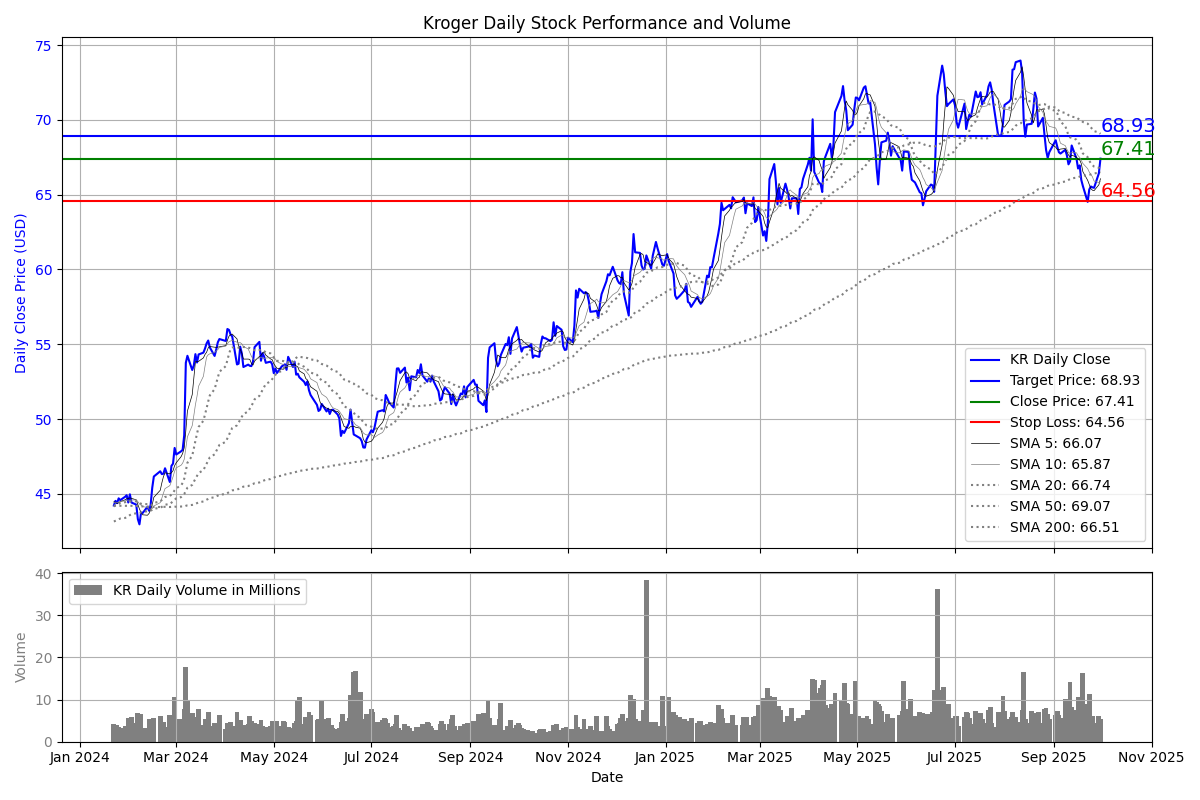 Kroger Daily Stock Performance and Volume
Daily Close Price (USD)
75
70
65
60
55
50
45
68.93
67.41
64.56
KR Daily Close
Target Price: 68.93
Close Price: 67.41
Stop Loss: 64.56
SMA 5: 66.07
SMA 10: 65.87
SMA 20: 66.74
SMA 50: 69.07
SMA 200: 66.51
Volume
40
30
20
10
0
KR Daily Volume in Millions
Jan 2024 Mar 2024 May 2024 Jul 2024 Sep 2024 Nov 2024 Jan 2025 Mar 2025 May 2025 Jul 2025 Sep 2025 Nov 2025
Date